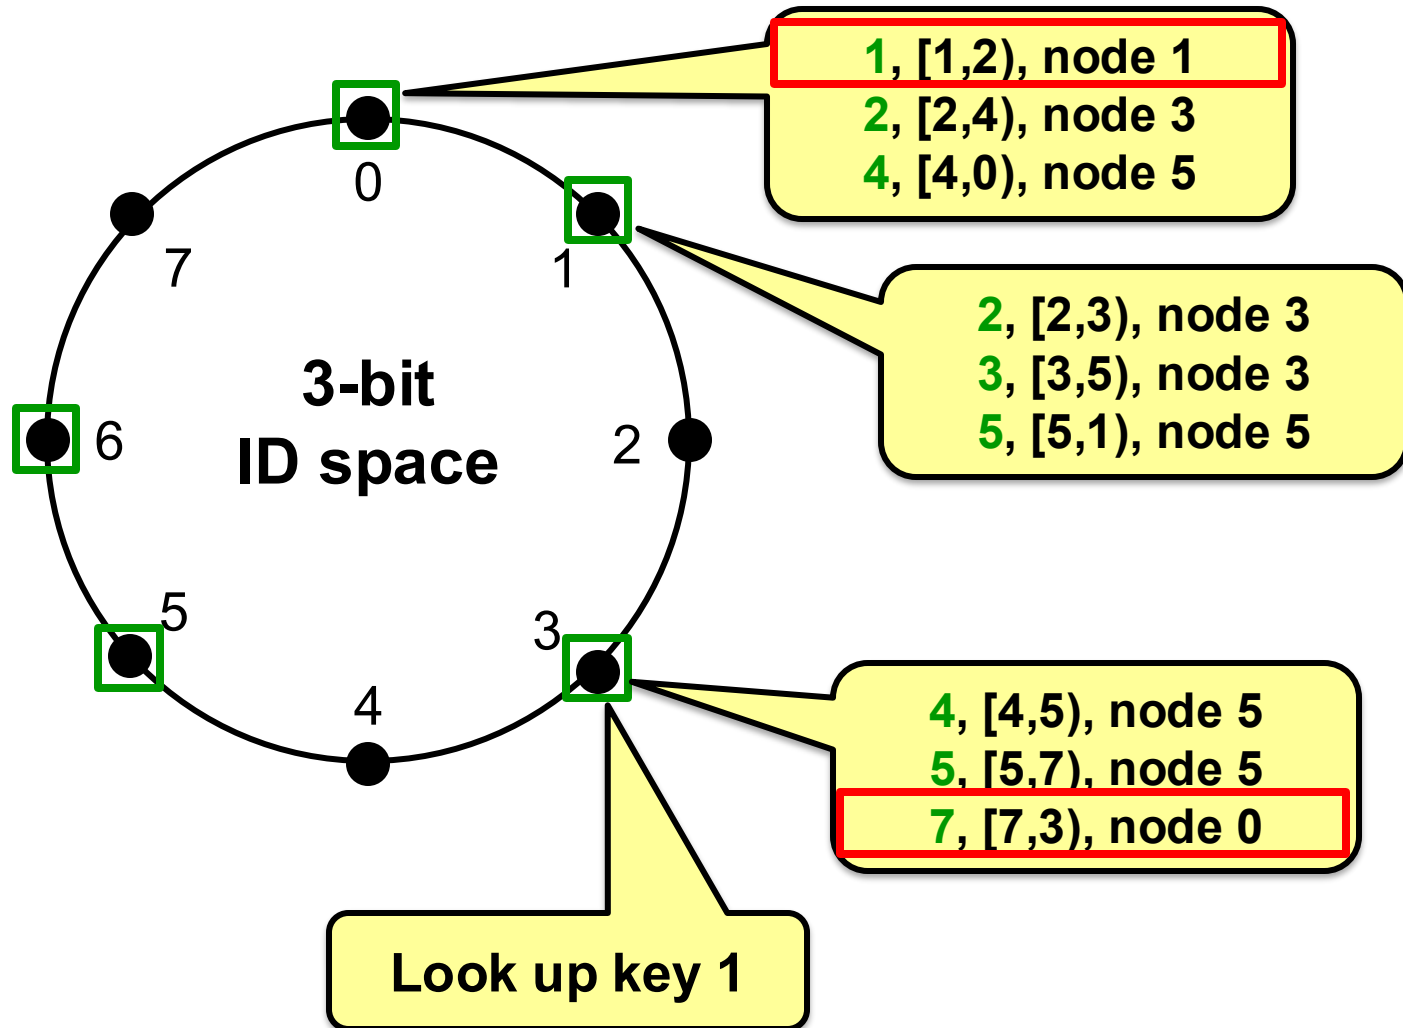 1, [1,2), node 1
2, [2,4), node 3
4, [4,0), node 5
0
7
1
2, [2,3), node 3
3, [3,5), node 3
5, [5,1), node 5
3-bit
ID space
6
2
5
3
4
4, [4,5), node 5
5, [5,7), node 5
7, [7,3), node 0
Look up key 1